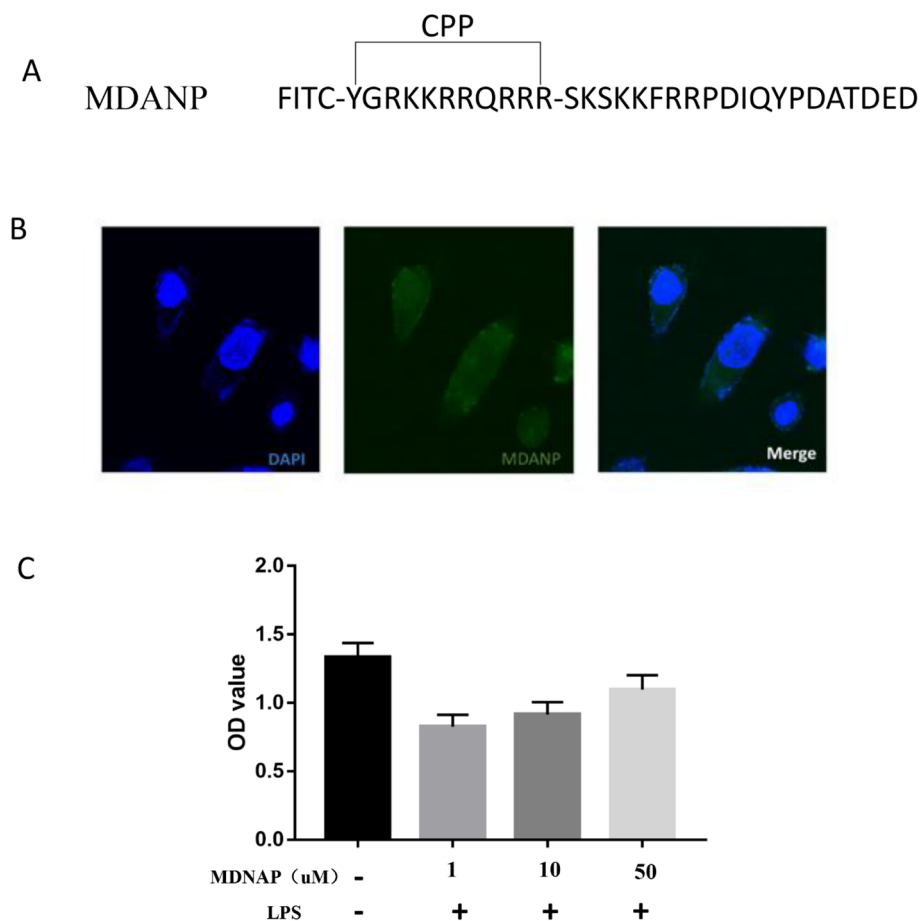 A
CPP
MDANP FITC-YGRKKRRQRRR-SKSKKFRRPDIQYPDATDED
B
DAPI MDANP Merge
C
2.0
1.5
1.0
0.5
0.0
OD value
MDNAP（uM） - 1 10 50
LPS - + + +